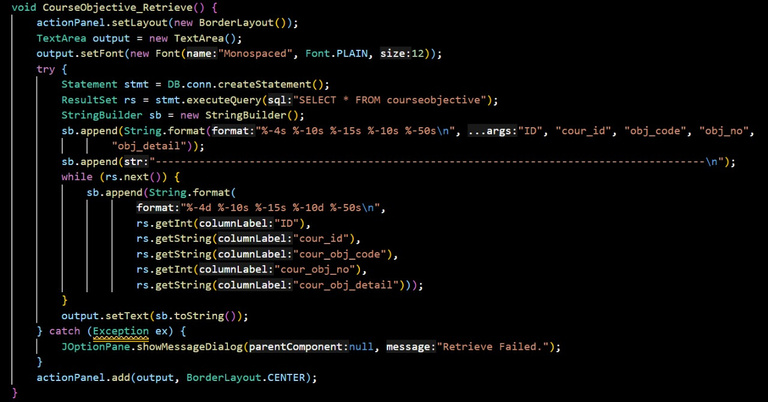 void CourseObjective_Retrieve() {
actionPanel.setLayout(new BorderLayout());
TextArea output = new TextArea();
output.setFont(new Font(name:"Monospaced", Font.PLAIN, size:12));
try {
Statement stmt = DB.conn.createStatement();
ResultSet rs = stmt.executeQuery(sql:"SELECT * FROM courseobjective");
StringBuilder sb = new StringBuilder();
sb.append(String.format(format:"%-4s %-10s %-15s %-10s %-50s\n", ...args:"ID", "cour_id", "obj_code", "obj_no",
"obj_detail"));
sb.append(str:"------------------------------------------------------------------------------------------\n");
while (rs.next()) {
sb.append(String.format(
format:"%-4d %-10s %-15s %-10d %-50s\n",
rs.getInt(columnLabel:"ID"),
rs.getString(columnLabel:"cour_id"),
rs.getString(columnLabel:"cour_obj_code"),
rs.getInt(columnLabel:"cour_obj_no"),
rs.getString(columnLabel:"cour_obj_detail")));
}
output.setText(sb.toString());
} catch (Exception ex) {
JOptionPane.showMessageDialog(parentComponent:null, message:"Retrieve Failed.");
}
actionPanel.add(output, BorderLayout.CENTER);
}